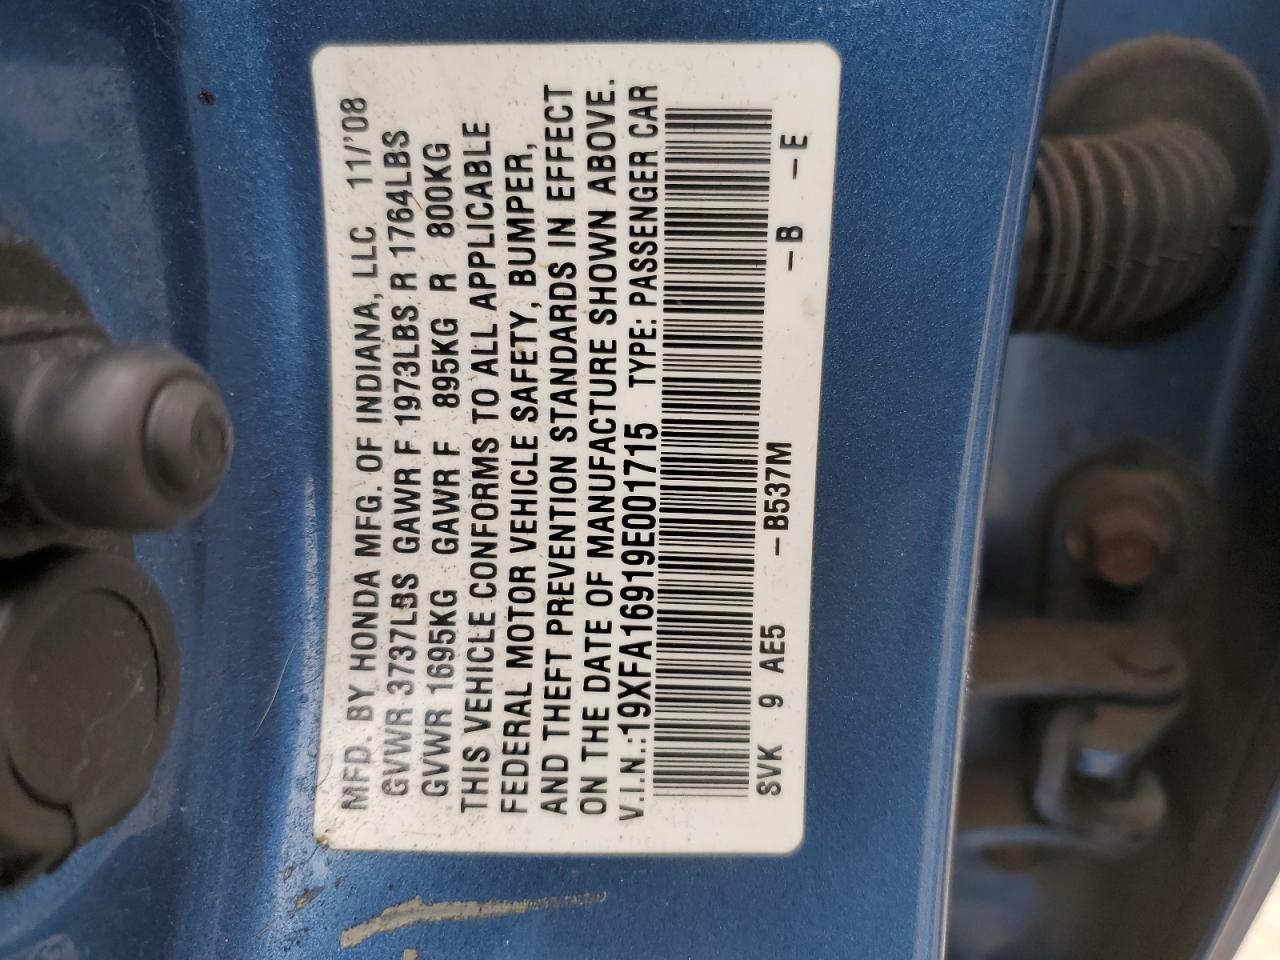 MFD. BY HONDA MFG. OF INDIANA, LLC. 11/'08
GVWR 3737LBS GAWR F 1973LBS R 1764LBS
GVWR 1695KG GAWR F 895KG R 800KG
THIS VEHICLE CONFORMS TO ALL APPLICABLE
FEDERAL MOTOR VEHICLE SAFETY, BUMPER,
AND THEFT PREVENTION STANDARDS IN EFFECT
ON THE DATE OF MANUFACTURE SHOWN ABOVE.
V.I.N.:19XFA16919E001715 TYPE: PASSENGER CAR
SVK 9 AE5 –B537M –B –E